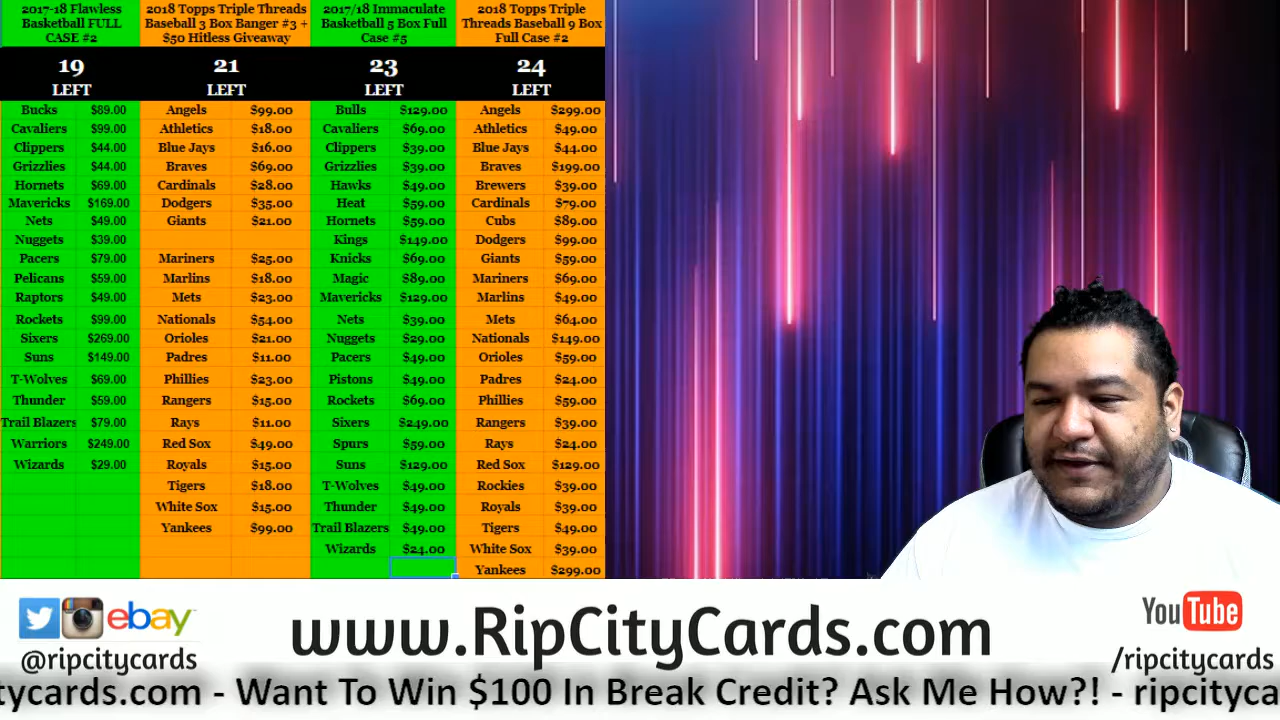 2017-18 Flawless
Basketball FULL
CASE #2
19
LEFT
Bucks $89.00
Cavaliers $99.00
Clippers $44.00
Grizzlies $44.00
Hornets $69.00
Mavericks $169.00
Nets $49.00
Nuggets $39.00
Pacers $79.00
Pelicans $59.00
Raptors $49.00
Rockets $99.00
Sixers $269.00
Suns $149.00
T-Wolves $69.00
Thunder $59.00
Trail Blazers $79.00
Warriors $249.00
Wizards $29.00
2018 Topps Triple Threads
Baseball 3 Box Banger #3 +
$50 Hitless Giveaway
21
LEFT
Angels $99.00
Athletics $18.00
Blue Jays $16.00
Braves $69.00
Cardinals $28.00
Dodgers $35.00
Giants $21.00
Mariners $25.00
Marlins $18.00
Mets $23.00
Nationals $54.00
Orioles $21.00
Padres $11.00
Phillies $23.00
Rangers $15.00
Rays $11.00
Red Sox $49.00
Royals $15.00
Tigers $18.00
White Sox $15.00
Yankees $99.00
2017/18 Immaculate
Basketball 5 Box Full
Case #5
23
LEFT
Bulls $129.00
Cavaliers $69.00
Clippers $39.00
Grizzlies $39.00
Hawks $49.00
Heat $59.00
Hornets $59.00
Kings $149.00
Knicks $69.00
Magic $89.00
Mavericks $129.00
Nets $39.00
Nuggets $29.00
Pacers $49.00
Pistons $49.00
Rockets $69.00
Sixers $249.00
Spurs $59.00
Suns $129.00
T-Wolves $49.00
Thunder $49.00
Trail Blazers $49.00
Wizards $24.00
2018 Topps Triple
Threads Baseball 9 Box
Full Case #2
24
LEFT
Angels $299.00
Athletics $49.00
Blue Jays $44.00
Braves $199.00
Brewers $39.00
Cardinals $79.00
Cubs $89.00
Dodgers $99.00
Giants $59.00
Mariners $69.00
Marlins $49.00
Mets $64.00
Nationals $149.00
Orioles $59.00
Padres $24.00
Phillies $59.00
Rangers $39.00
Rays $24.00
Red Sox $129.00
Rockies $39.00
Royals $39.00
Tigers $49.00
White Sox $39.00
Yankees $299.00
ebay
@ripcitycards
www.RipCityCards.com
YouTube
/ripcitycards
tycards.com - Want To Win $100 In Break Credit? Ask Me How?! - ripcityca